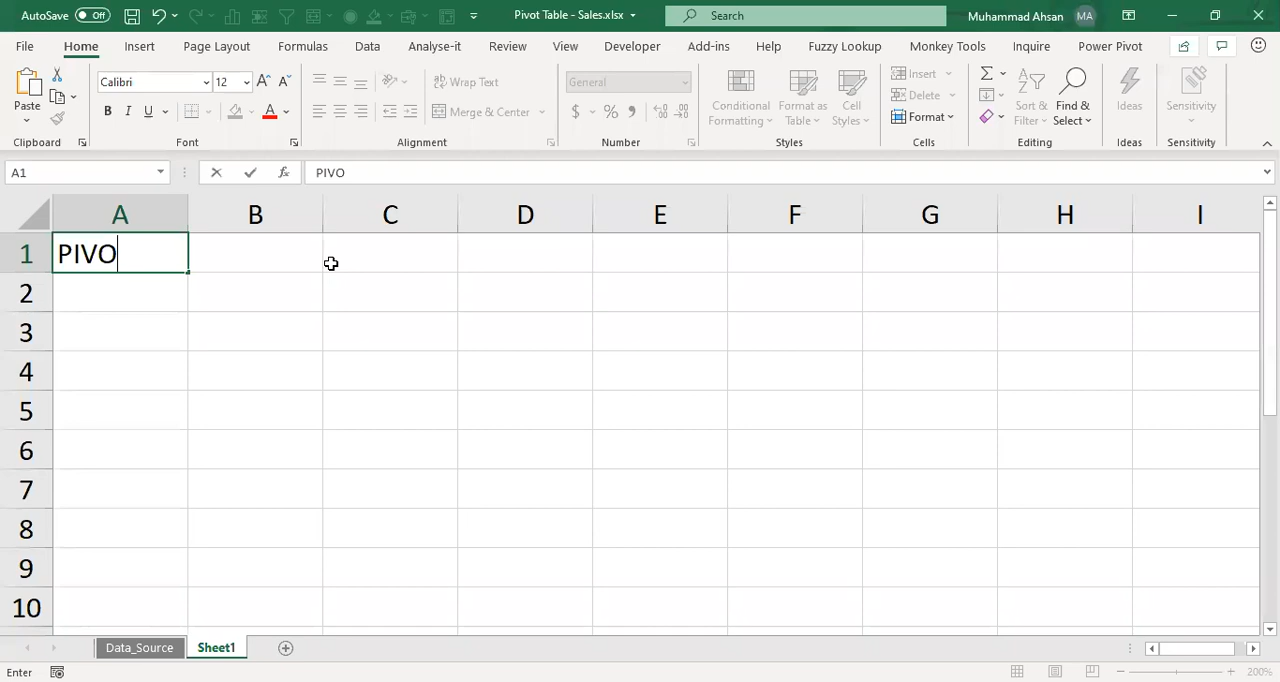 AutoSave Off Pivot Table - Sales.xlsx Search Muhammad Ahsan MA
File Home Insert Page Layout Formulas Data Analyse-it Review View Developer Add-ins Help Fuzzy Lookup Monkey Tools Inquire Power Pivot
Paste
Clipboard
Calibri 12
B I U A
Font
Wrap Text
Merge & Center
Alignment
General
$ % ,
Number
Conditional Formatting
Format as Table
Cell Styles
Styles
Insert
Delete
Format
Cells
Sort & Filter
Find & Select
Editing
Ideas
Ideas
Sensitivity
Sensitivity
A1 fx PIVO
A B C D E F G H I
1 PIVO
2
3
4
5
6
7
8
9
10
Data_Source Sheet1
Enter 200%